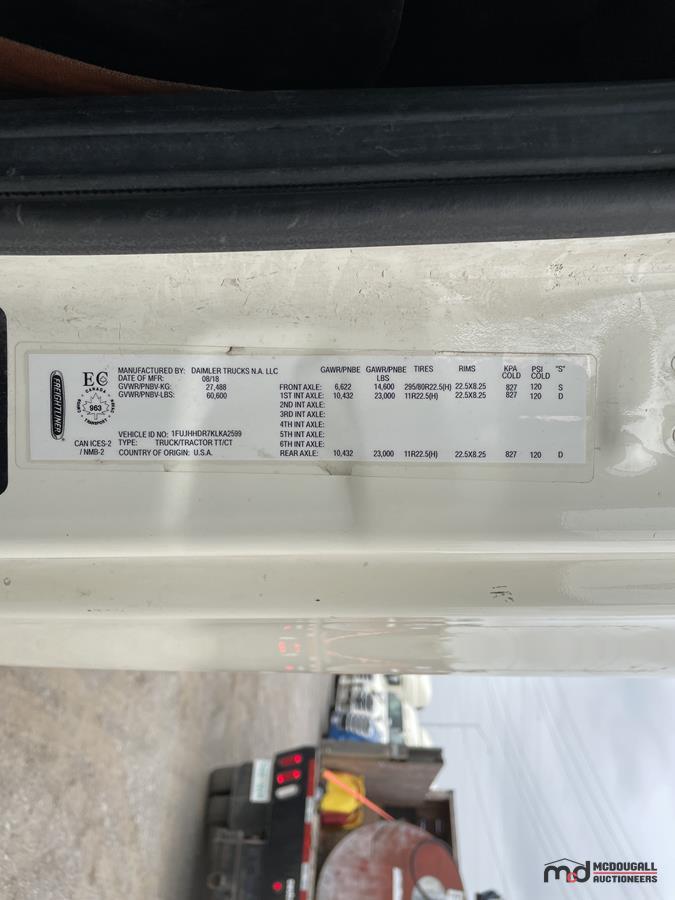 FREIGHTLINER
EC
CANADA
963
TRANSPORT
CAN ICES-2
/ NMB-2
MANUFACTURED BY: DAIMLER TRUCKS N.A. LLC
DATE OF MFR: 08/18
GVWR/PNBV-KG: 27,488
GVWR/PNBV-LBS: 60,600
VEHICLE ID NO: 1FUJHHDR7KLKA2599
TYPE: TRUCK/TRACTOR TT/CT
COUNTRY OF ORIGIN: U.S.A.
GAWR/PNBE GAWR/PNBE LBS TIRES RIMS KPA COLD PSI COLD "S"
FRONT AXLE: 6,622 14,600 295/80R22.5(H) 22.5X8.25 827 120 S
1ST INT AXLE: 10,432 23,000 11R22.5(H) 22.5X8.25 827 120 D
2ND INT AXLE:
3RD INT AXLE:
4TH INT AXLE:
5TH INT AXLE:
6TH INT AXLE:
REAR AXLE: 10,432 23,000 11R22.5(H) 22.5X8.25 827 120 D
md MCDOUGALL
AUCTIONEERS